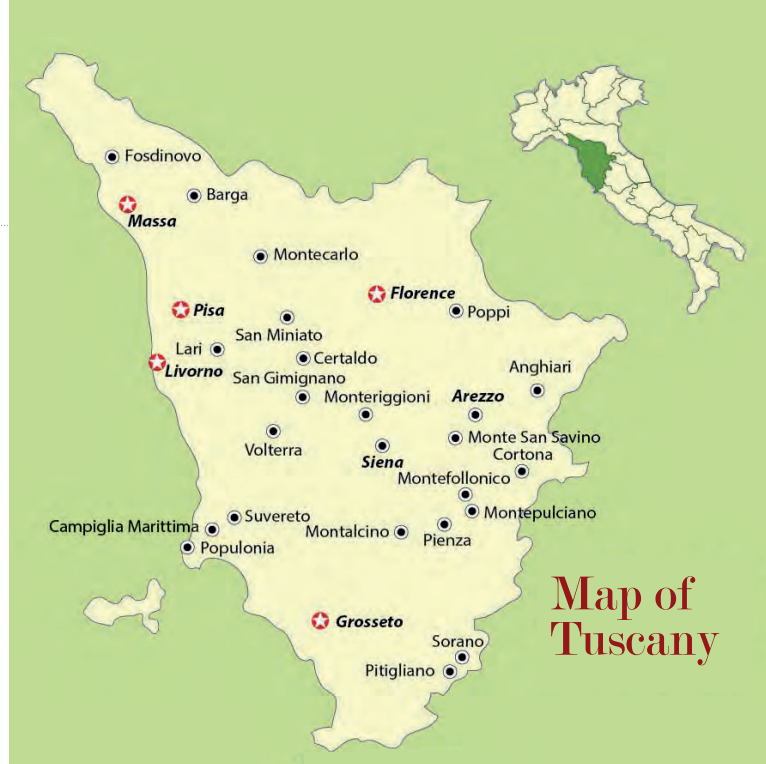 Fosdinovo
Barga
Massa
Montecarlo
Florence
Pisa
Poppi
San Miniato
Lari
Certaldo
Livorno
Anghiari
San Gimignano
Monteriggioni
Arezzo
Monte San Savino
Volterra
Siena
Cortona
Montefollonico
Suvereto
Montepulciano
Campiglia Marittima
Montalcino
Pienza
Populonia
Map of
Tuscany
Grosseto
Sorano
Pitigliano